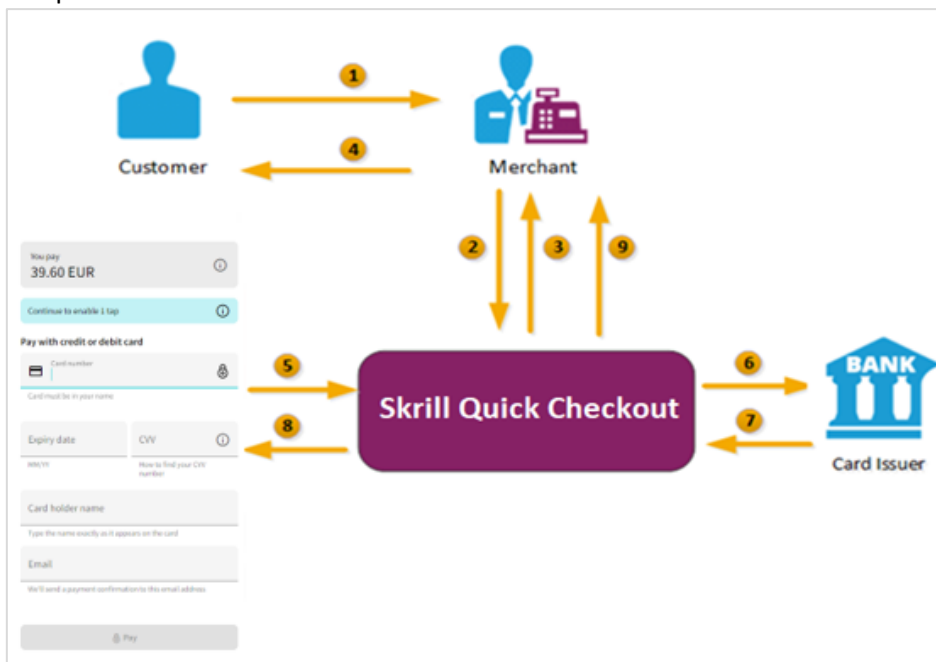 1
4
Customer
Merchant
2
3
9
You pay
39.60 EUR
Continue to enable 1 tap
Pay with credit or debit card
Card number
Card must be in your name
5
6
Skrill Quick Checkout
BANK
7
8
Card Issuer
Expiry date
CVV
MM/YY
How to find your CVV
number
Card holder name
Type the name exactly as it appears on the card
Email
We'll send a payment confirmation to this email address
Pay